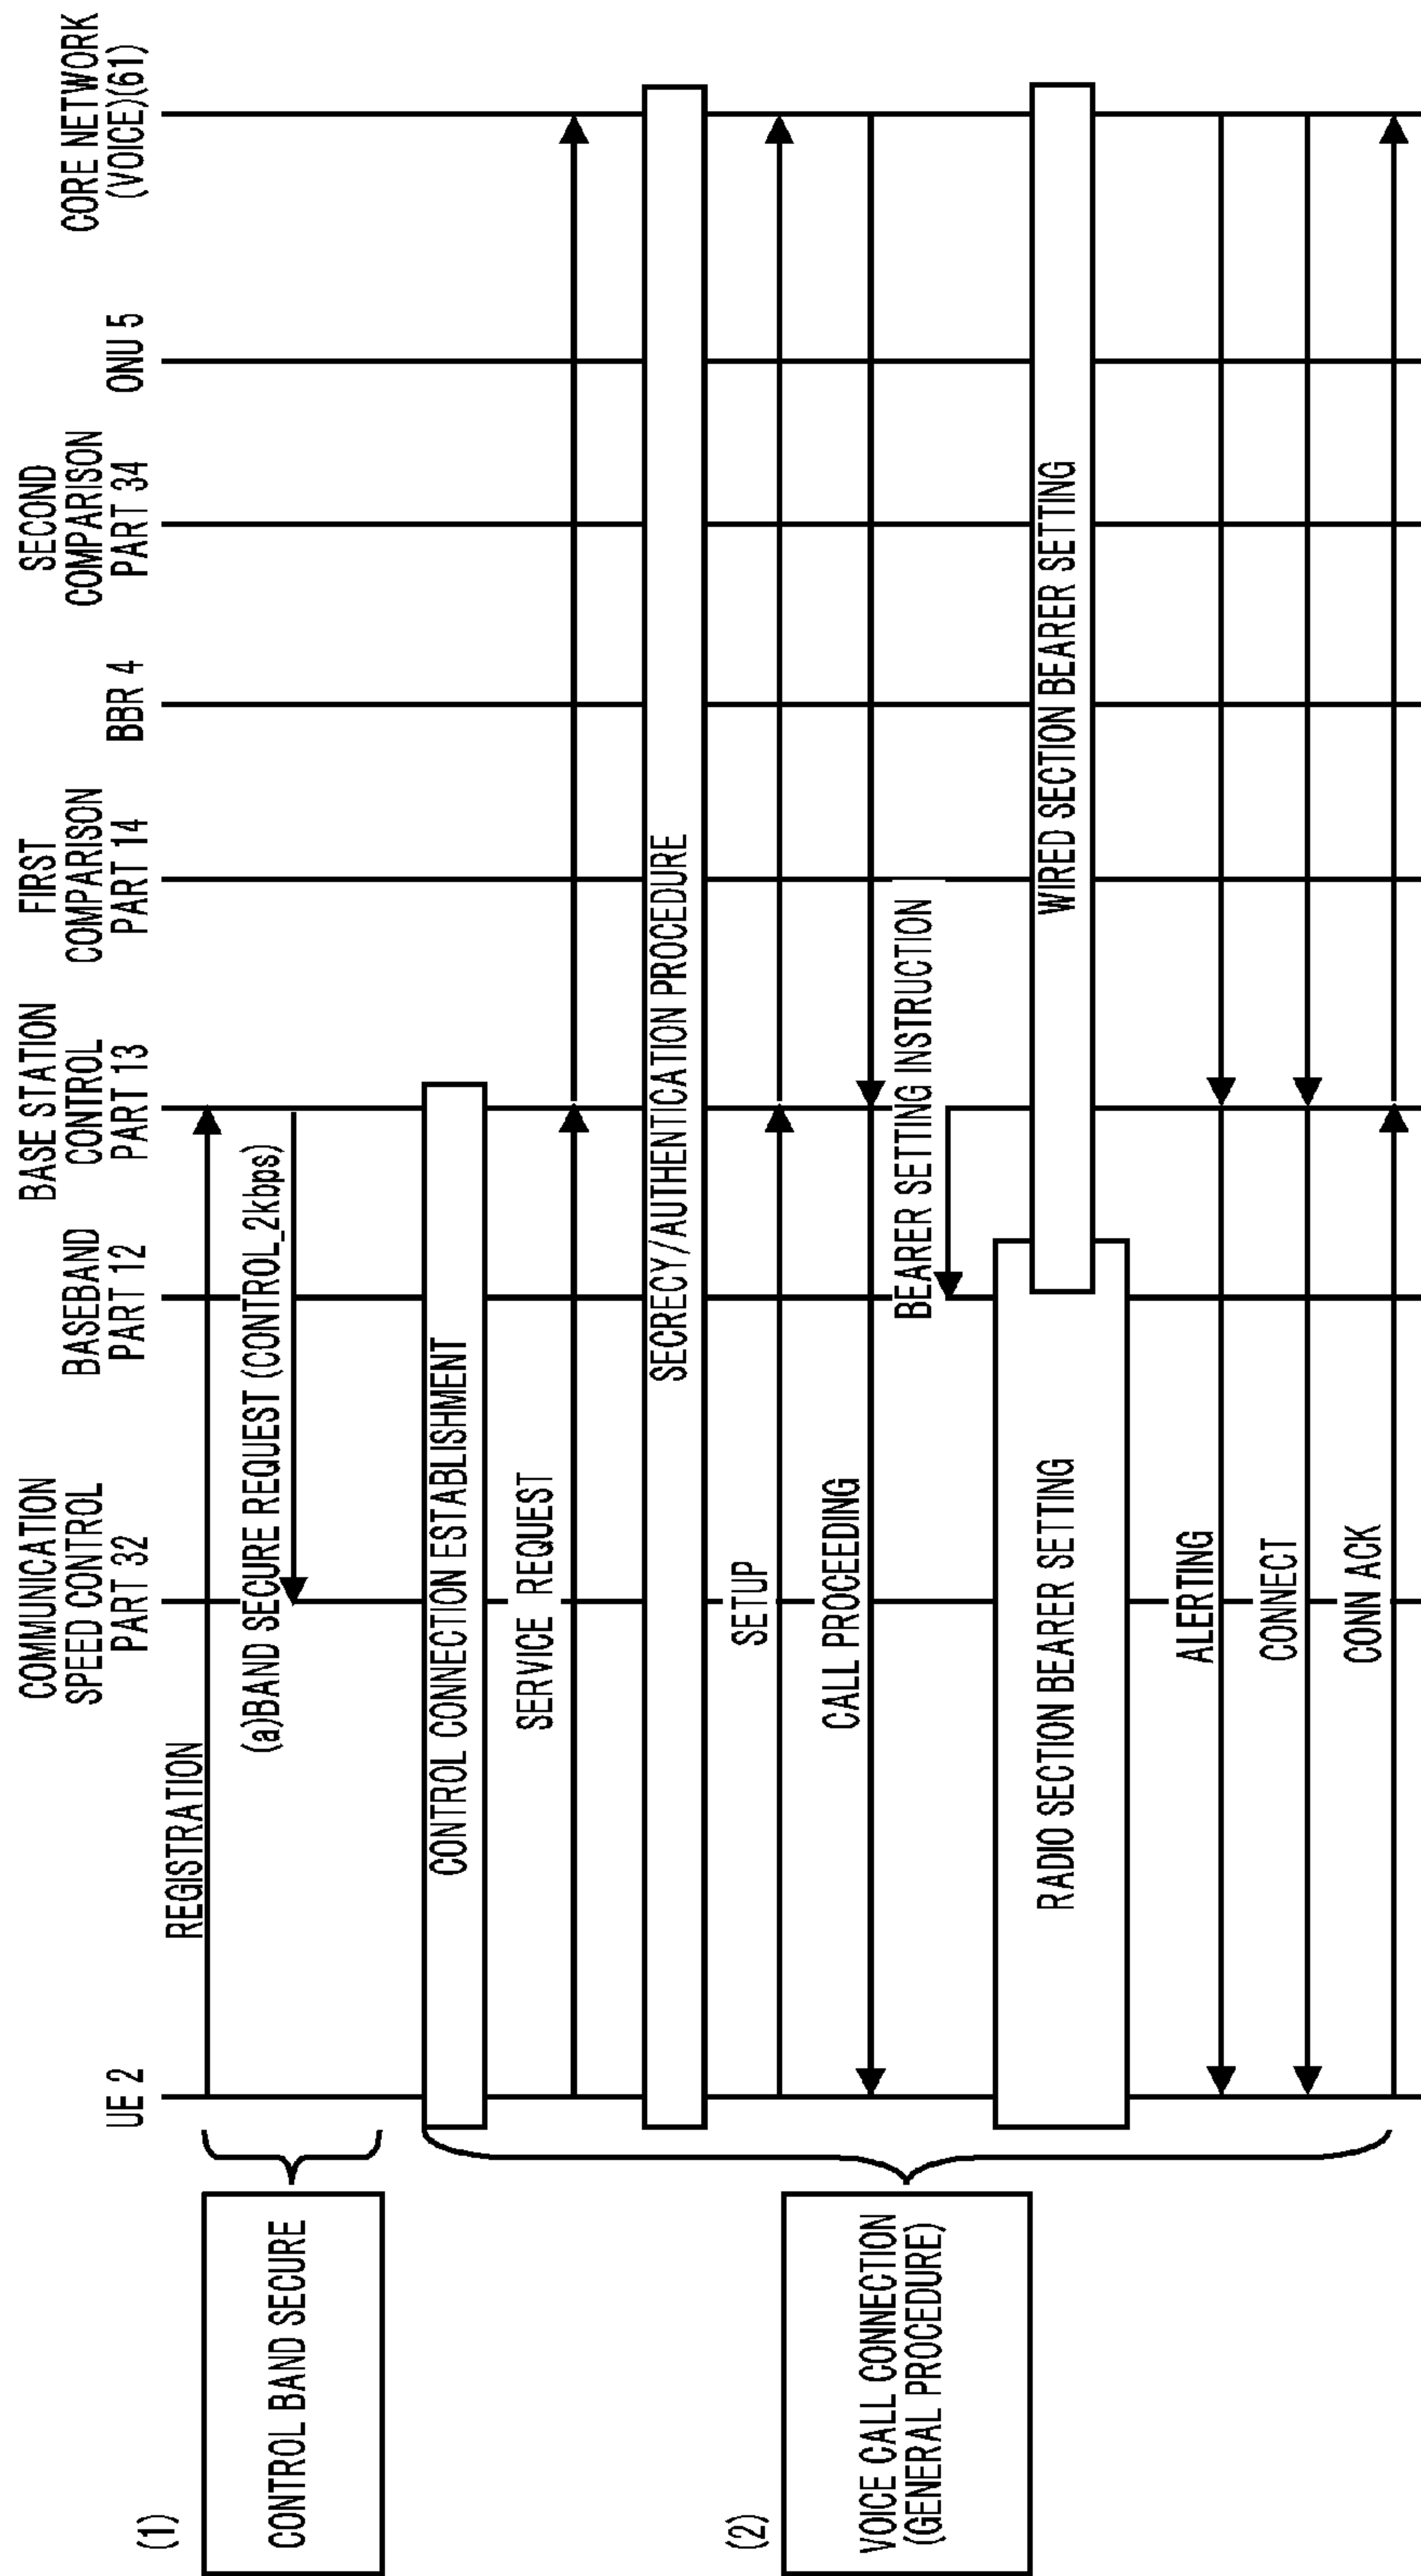 (1)
CONTROL BAND SECURE
(2)
VOICE CALL CONNECTION
(GENERAL PROCEDURE)
UE 2
COMMUNICATION
SPEED CONTROL
PART 32
BASEBAND
PART 12
BASE STATION
CONTROL
PART 13
FIRST
COMPARISON
PART 14
BBR 4
SECOND
COMPARISON
PART 34
ONU 5
CORE NETWORK
(VOICE)(61)
REGISTRATION
(a)BAND SECURE REQUEST (CONTROL_2kbps)
CONTROL CONNECTION ESTABLISHMENT
SERVICE REQUEST
SECRECY/AUTHENTICATION PROCEDURE
SETUP
CALL PROCEEDING
BEARER SETTING INSTRUCTION
RADIO SECTION BEARER SETTING
WIRED SECTION BEARER SETTING
ALERTING
CONNECT
CONN ACK